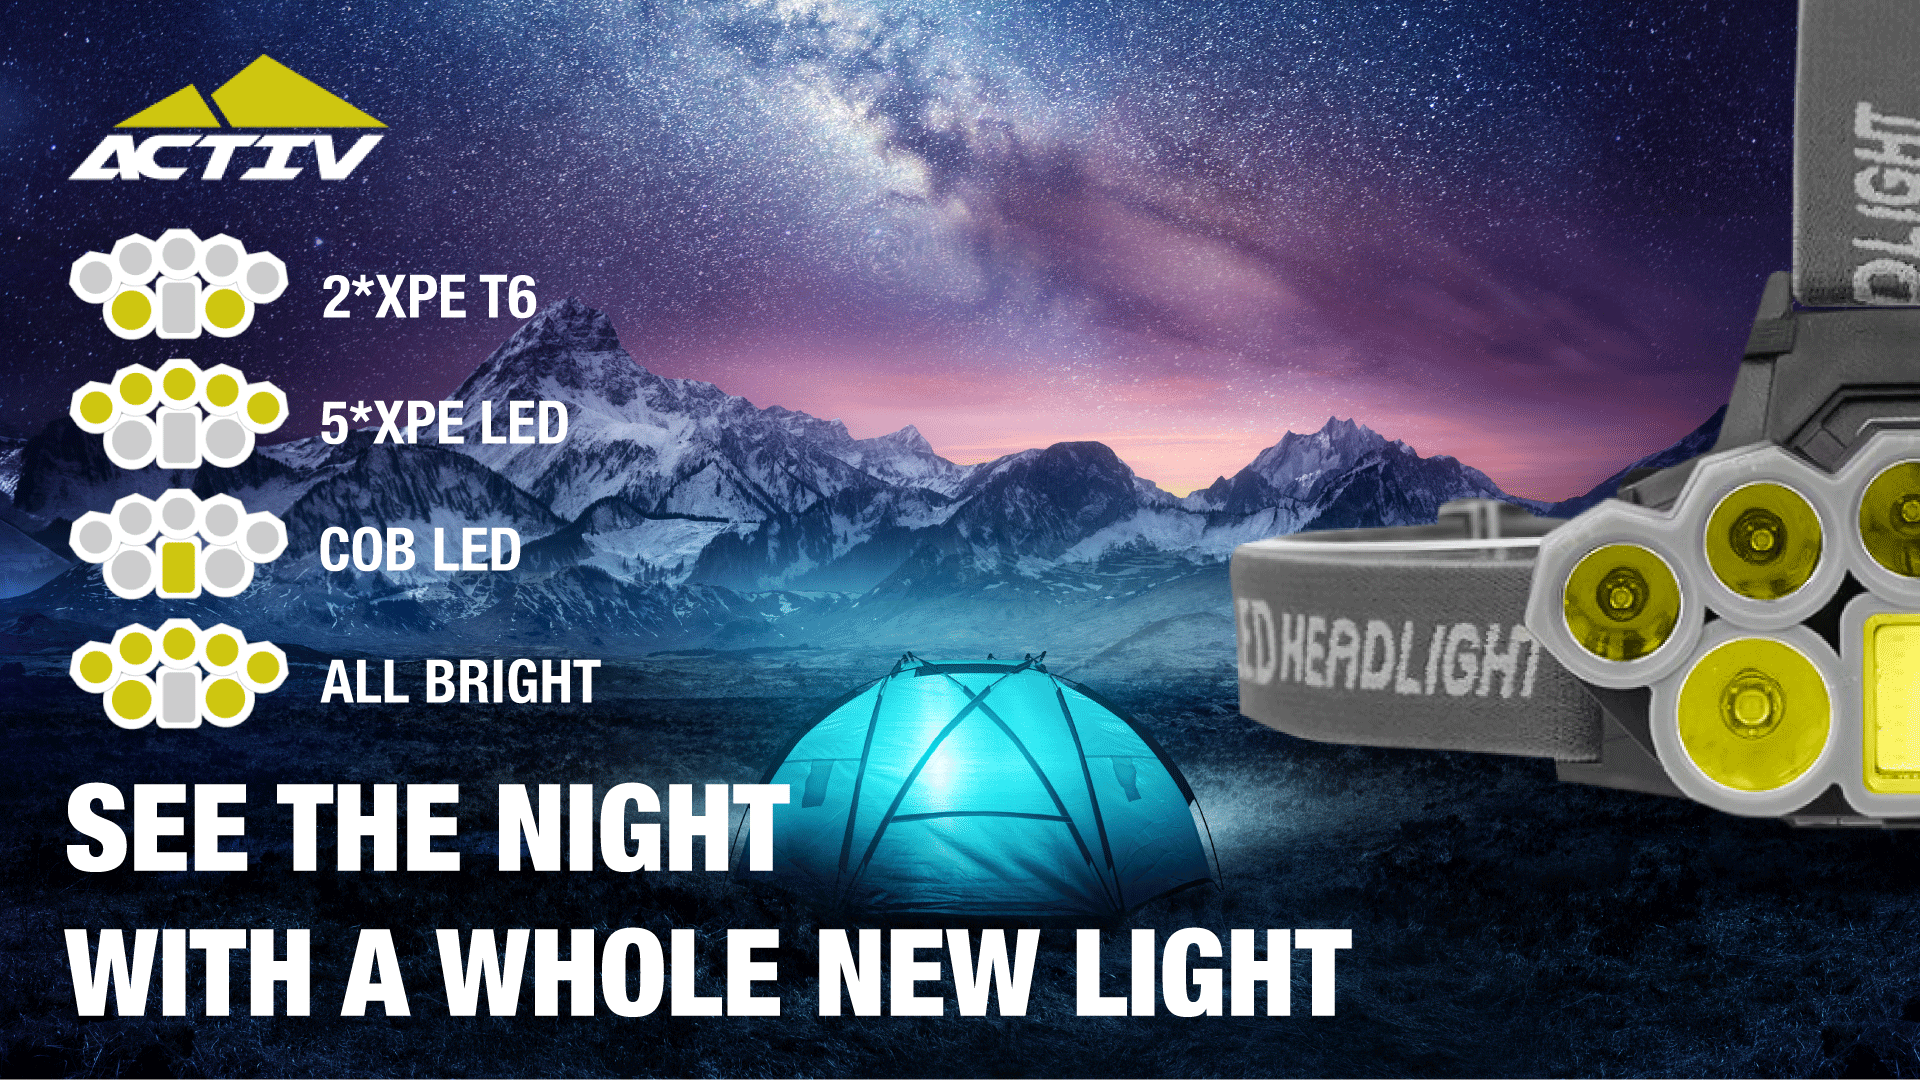 ACTIV
2*XPE T6
5*XPE LED
COB LED
ALL BRIGHT
SEE THE NIGHT
WITH A WHOLE NEW LIGHT
HEADLIGHT